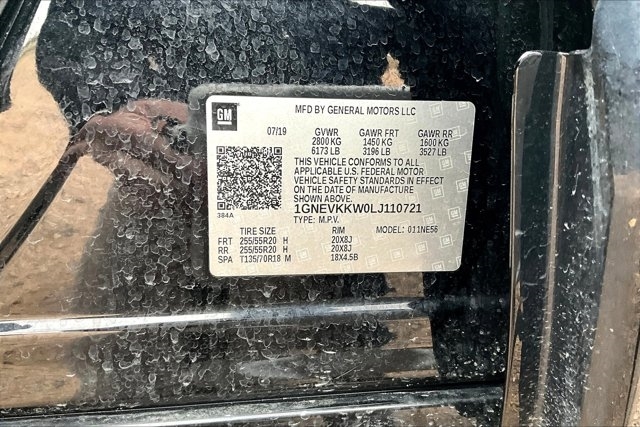 GM
MFD BY GENERAL MOTORS LLC
07/19 GVWR GAWR FRT GAWR RR
2800 KG 1450 KG 1600 KG
6173 LB 3196 LB 3527 LB
THIS VEHICLE CONFORMS TO ALL
APPLICABLE U.S. FEDERAL MOTOR
VEHICLE SAFETY STANDARDS IN EFFECT
ON THE DATE OF MANUFACTURE
SHOWN ABOVE.
384A
1GNEVKKW0LJ110721
TYPE: M.P.V. MODEL: 011NE56
TIRE SIZE RIM
FRT 255/55R20 H 20X8J
RR 255/55R20 H 20X8J
SPA T135/70R18 M 18X4.5B